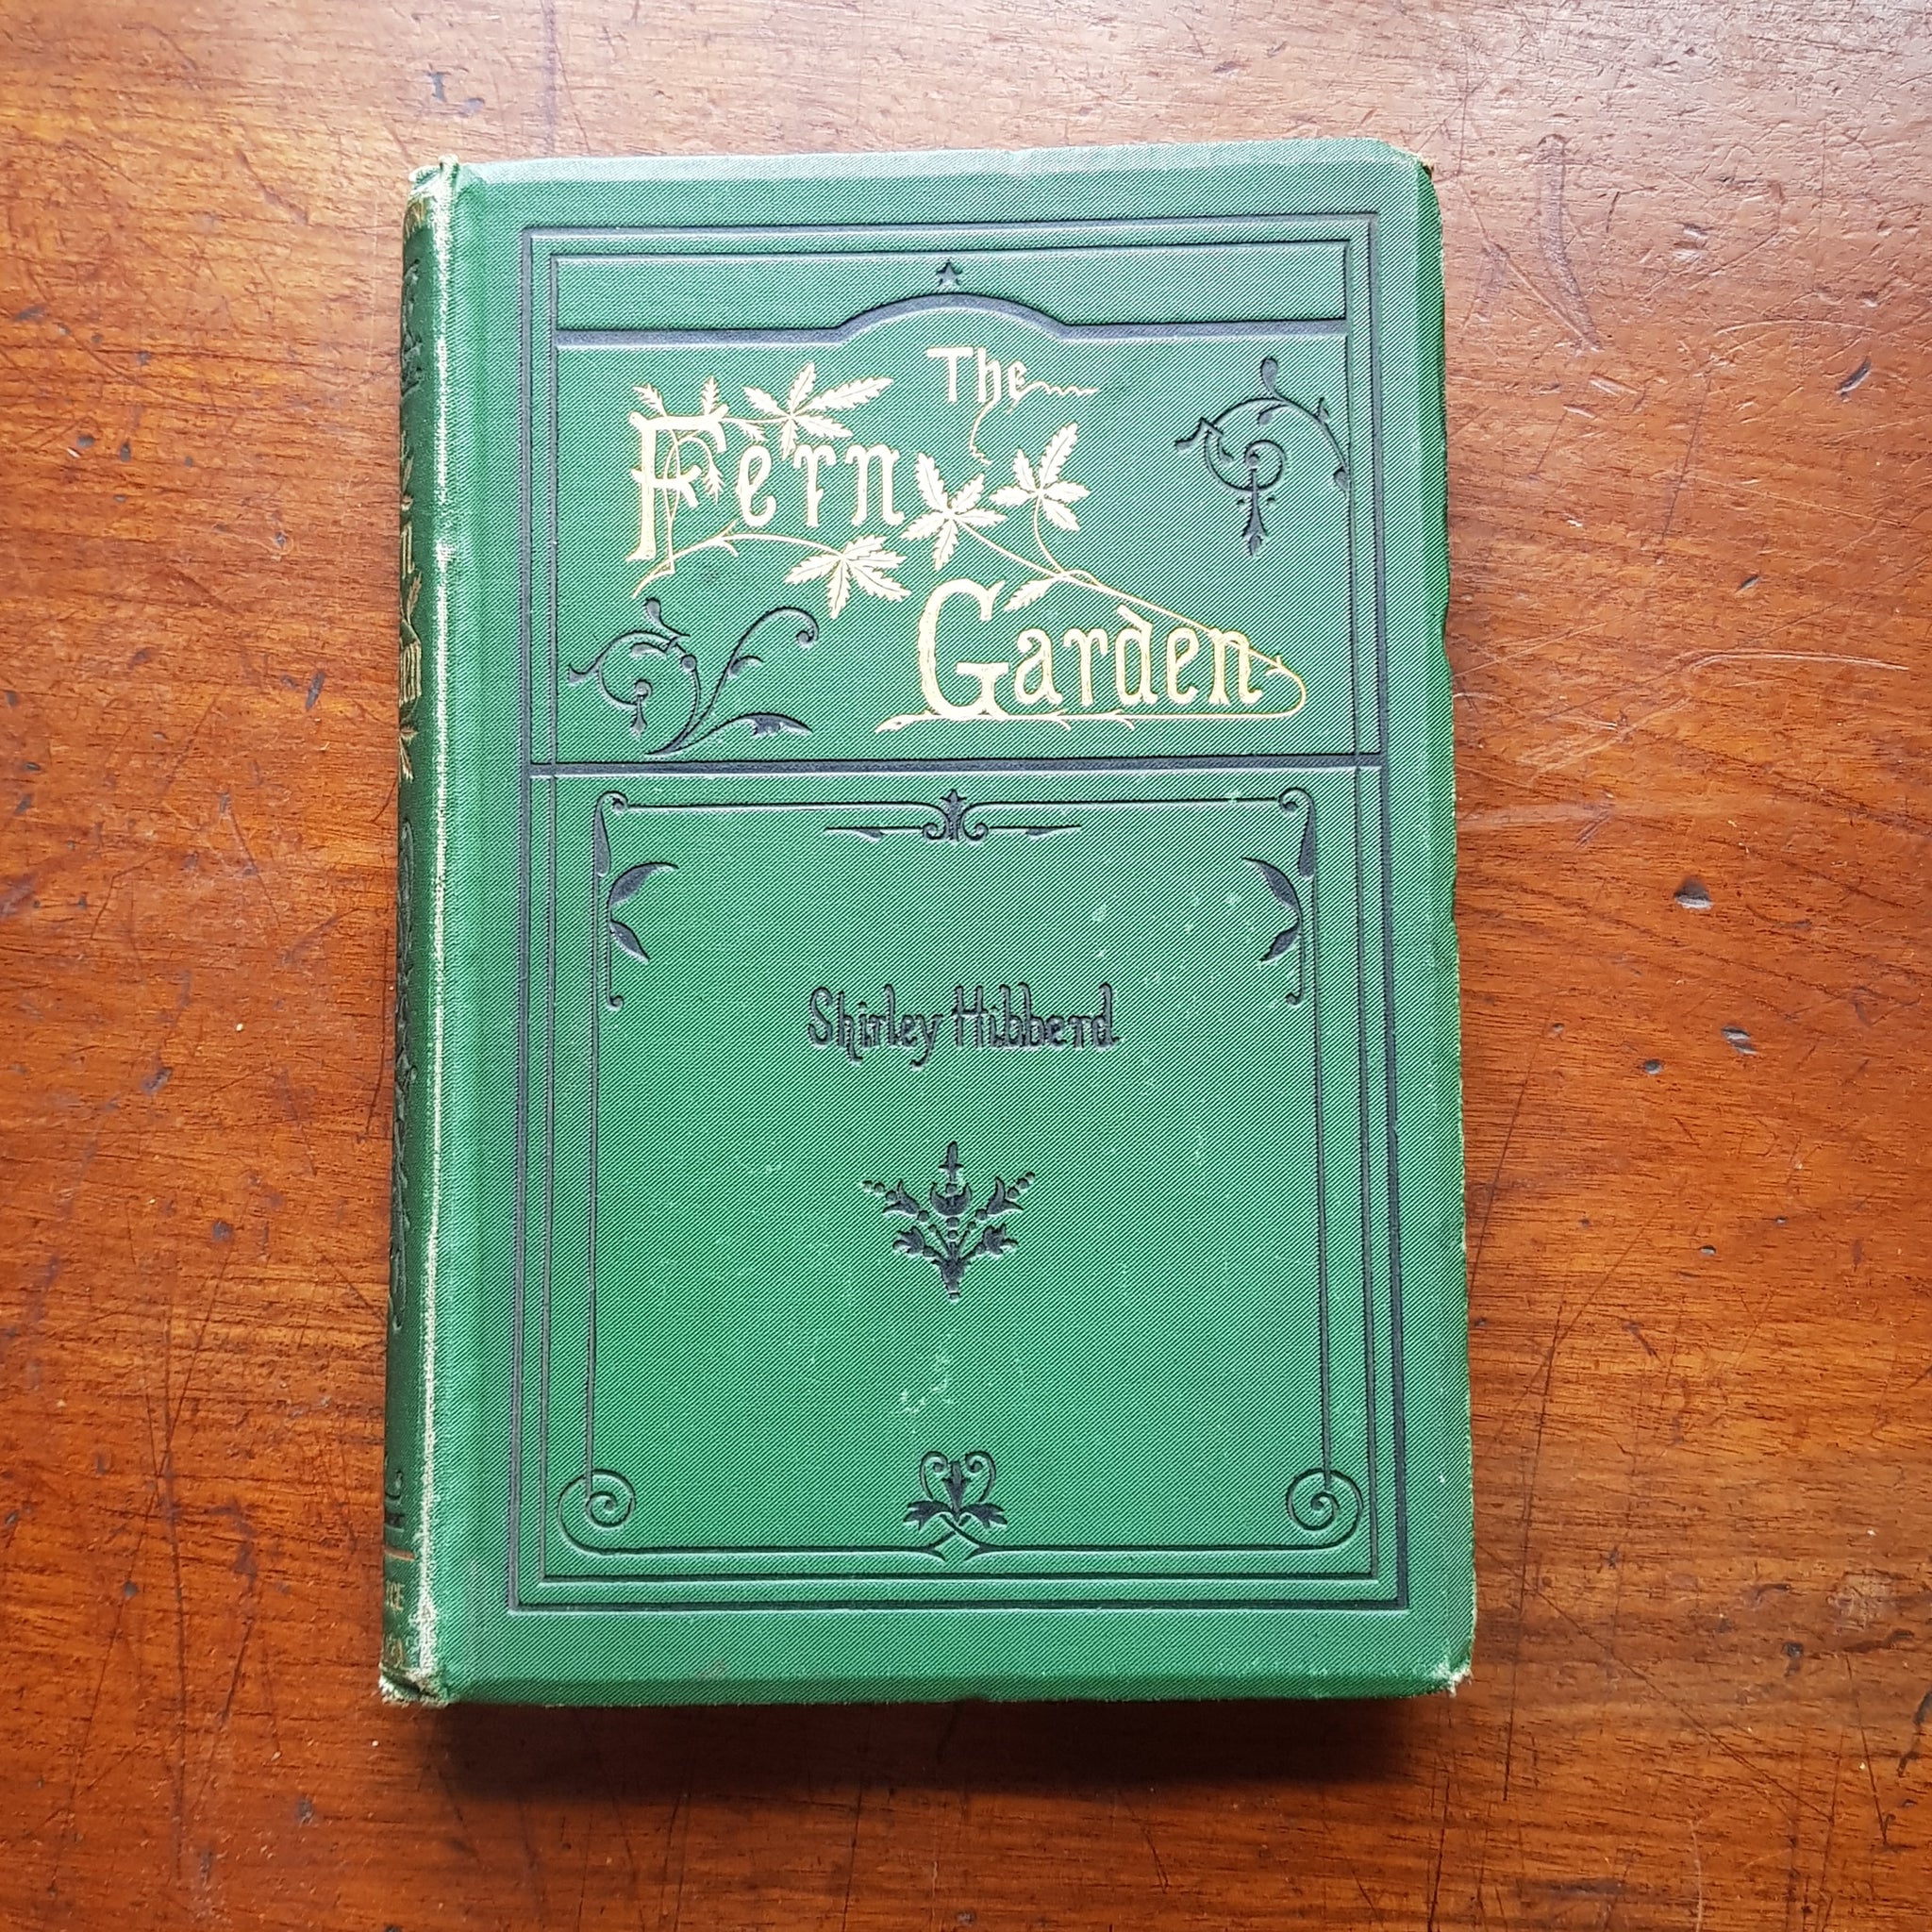 The
Fern
Garden
Shirley Hibberd